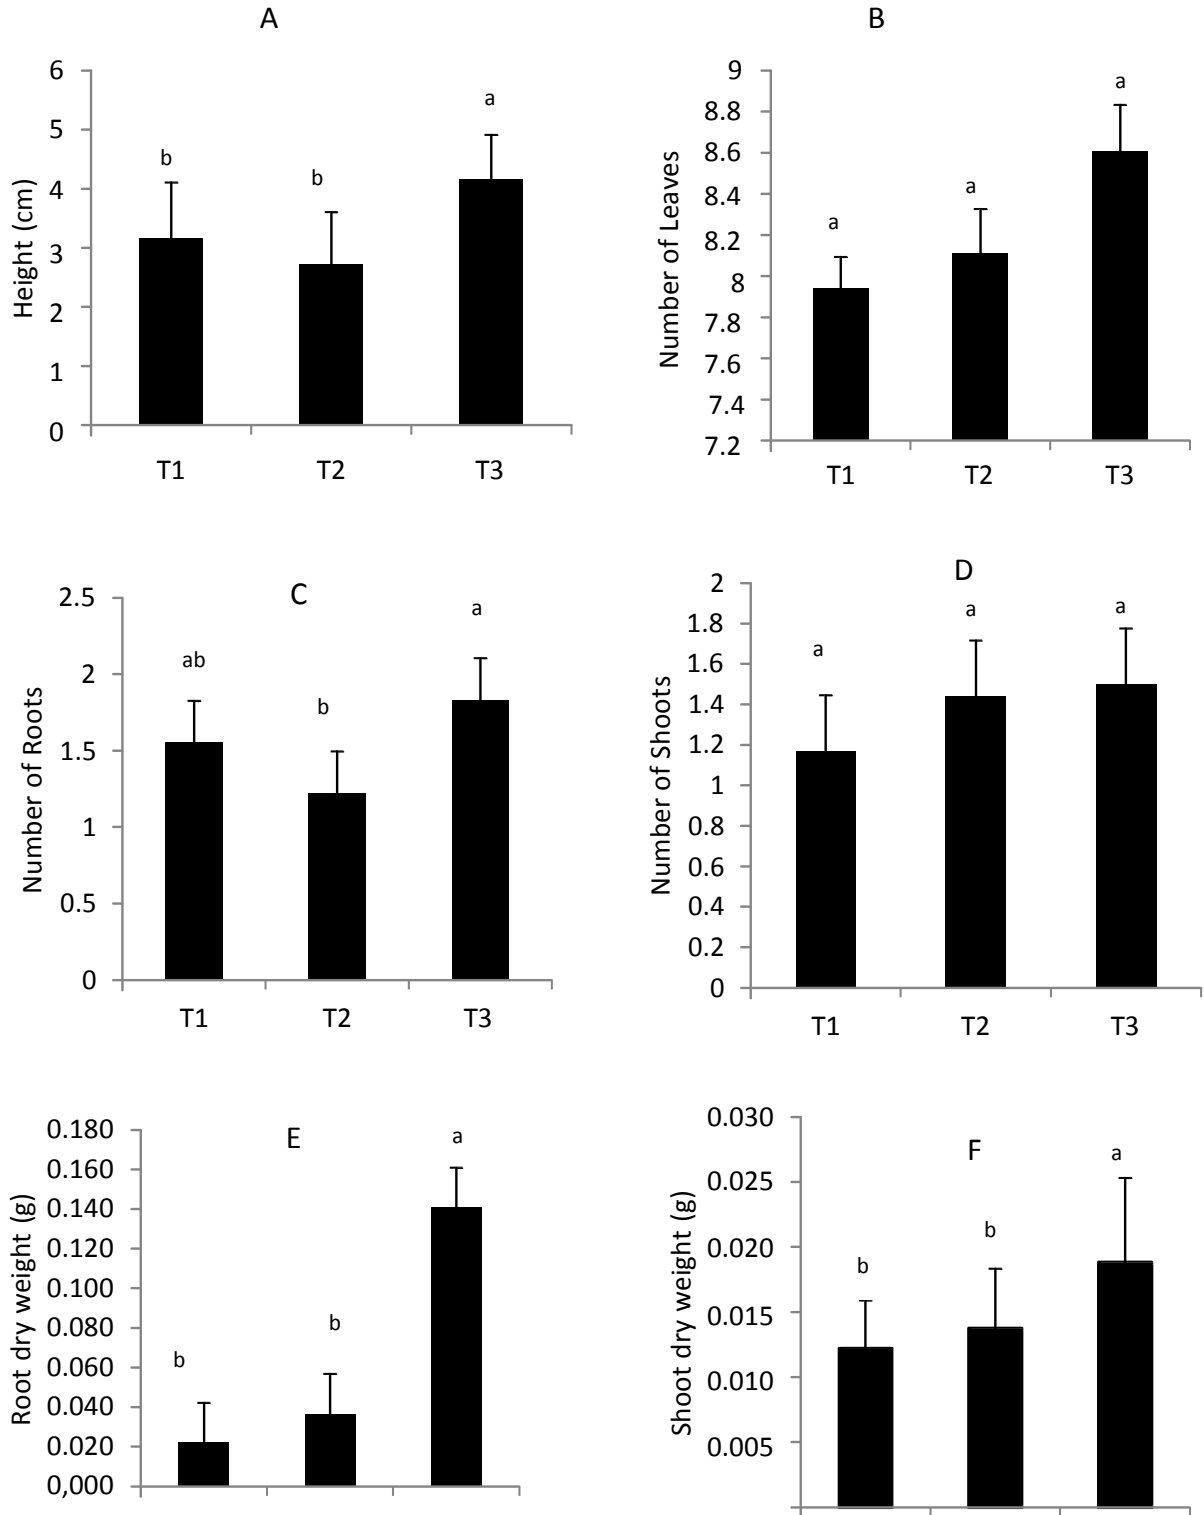 A
Height (cm)
6
5
4
3
2
1
0
b
b
a
T1 T2 T3
B
Number of Leaves
9
8.8
8.6
8.4
8.2
8
7.8
7.6
7.4
7.2
a
a
a
T1 T2 T3
C
Number of Roots
2.5
2
1.5
1
0.5
0
ab
b
a
T1 T2 T3
D
Number of Shoots
2
1.8
1.6
1.4
1.2
1
0.8
0.6
0.4
0.2
0
a
a
a
T1 T2 T3
E
Root dry weight (g)
0.180
0.160
0.140
0.120
0.100
0.080
0.060
0.040
0.020
0,000
b
b
a
F
Shoot dry weight (g)
0.030
0.025
0.020
0.015
0.010
0.005
b
b
a